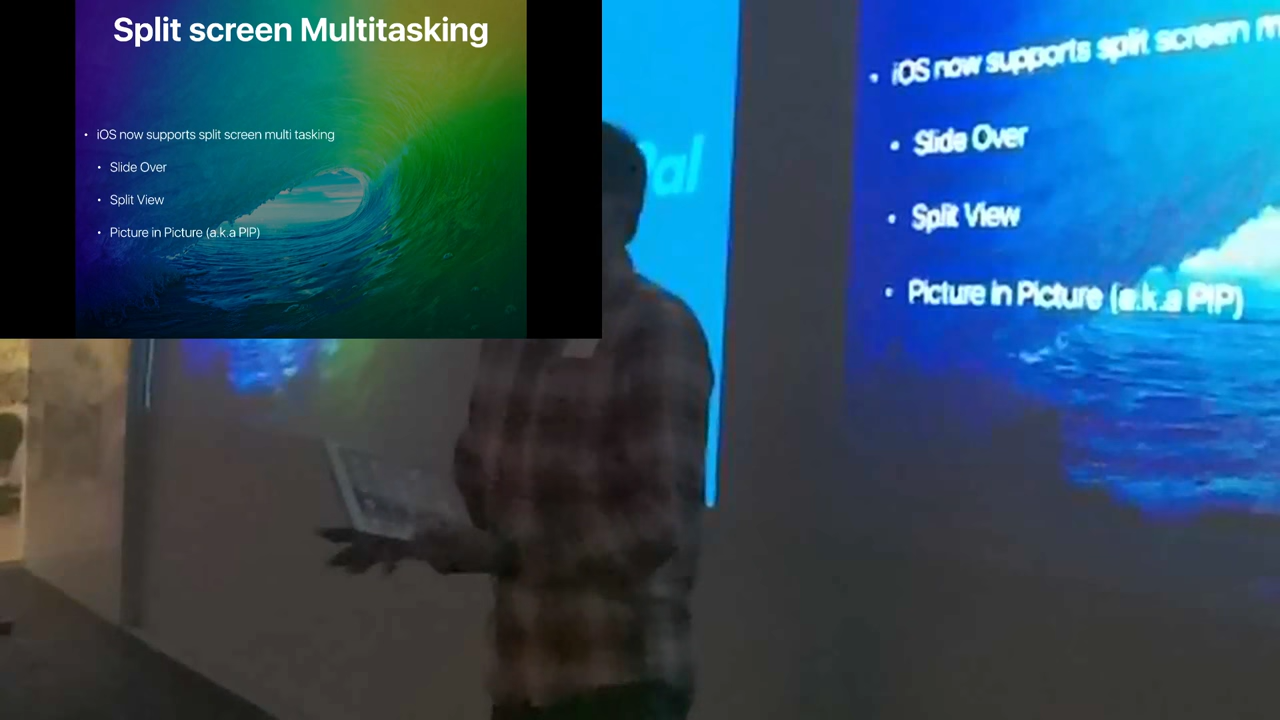 Split screen Multitasking
• iOS now supports split screen multi tasking
• Slide Over
• Split View
• Picture in Picture (a.k.a PIP)
• iOS now supports split screen
• Slide Over
• Split View
• Picture in Picture (a.k.a PIP)